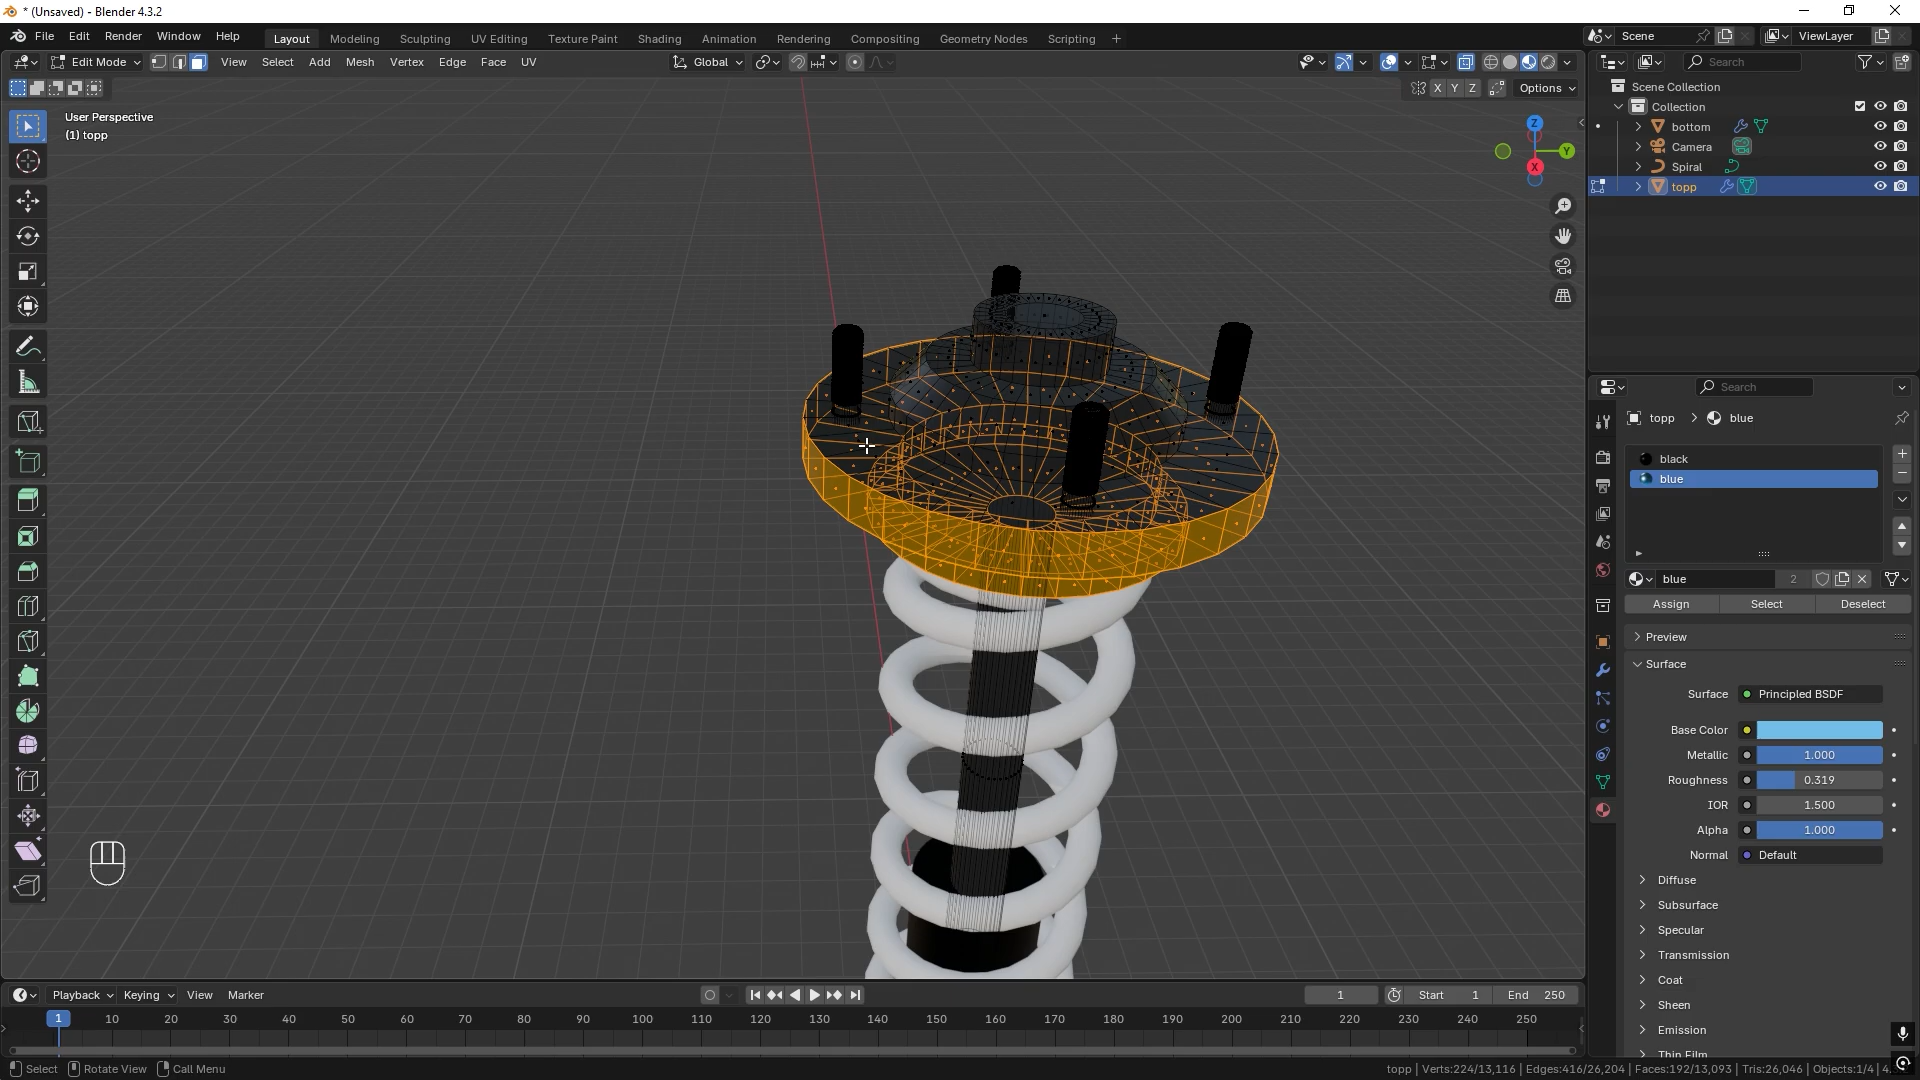 * (Unsaved) - Blender 4.3.2
File Edit Render Window Help
Layout Modeling Sculpting UV Editing Texture Paint Shading Animation Rendering Compositing Geometry Nodes Scripting +
Scene
ViewLayer
Edit Mode View Select Add Mesh Vertex Edge Face UV
Global
Search
X Y Z Options
User Perspective
(1) topp
Z
Y
X
Scene Collection
Collection
bottom
Camera
Spiral
topp
Search
topp > blue
black
blue
blue 2
Assign Select Deselect
Preview
Surface
Surface Principled BSDF
Base Color
Metallic 1.000
Roughness 0.319
IOR 1.500
Alpha 1.000
Normal Default
Diffuse
Subsurface
Specular
Transmission
Coat
Sheen
Emission
Thin Film
Playback Keying View Marker
1 Start 1 End 250
1 10 20 30 40 50 60 70 80 90 100 110 120 130 140 150 160 170 180 190 200 210 220 230 240 250
Select Rotate View Call Menu
topp | Verts:224/13,116 | Edges:416/26,204 | Faces:192/13,093 | Tris:26,046 | Objects:1/4 | 4.